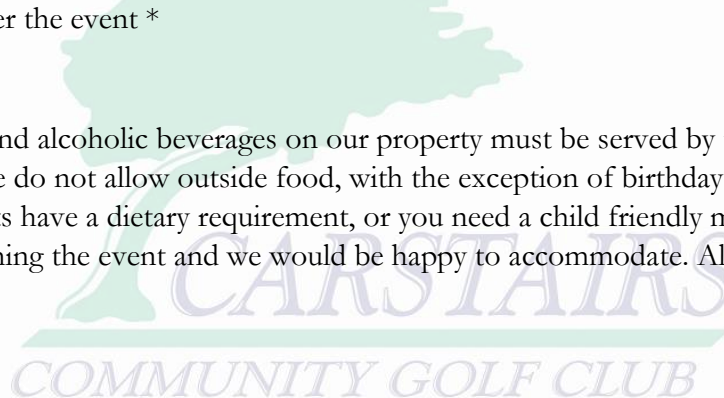 er the event *
nd alcoholic beverages on our property must be served by
e do not allow outside food, with the exception of birthday
ts have a dietary requirement, or you need a child friendly m
ning the event and we would be happy to accommodate. Al
CARSTAIRS
COMMUNITY GOLF CLUB